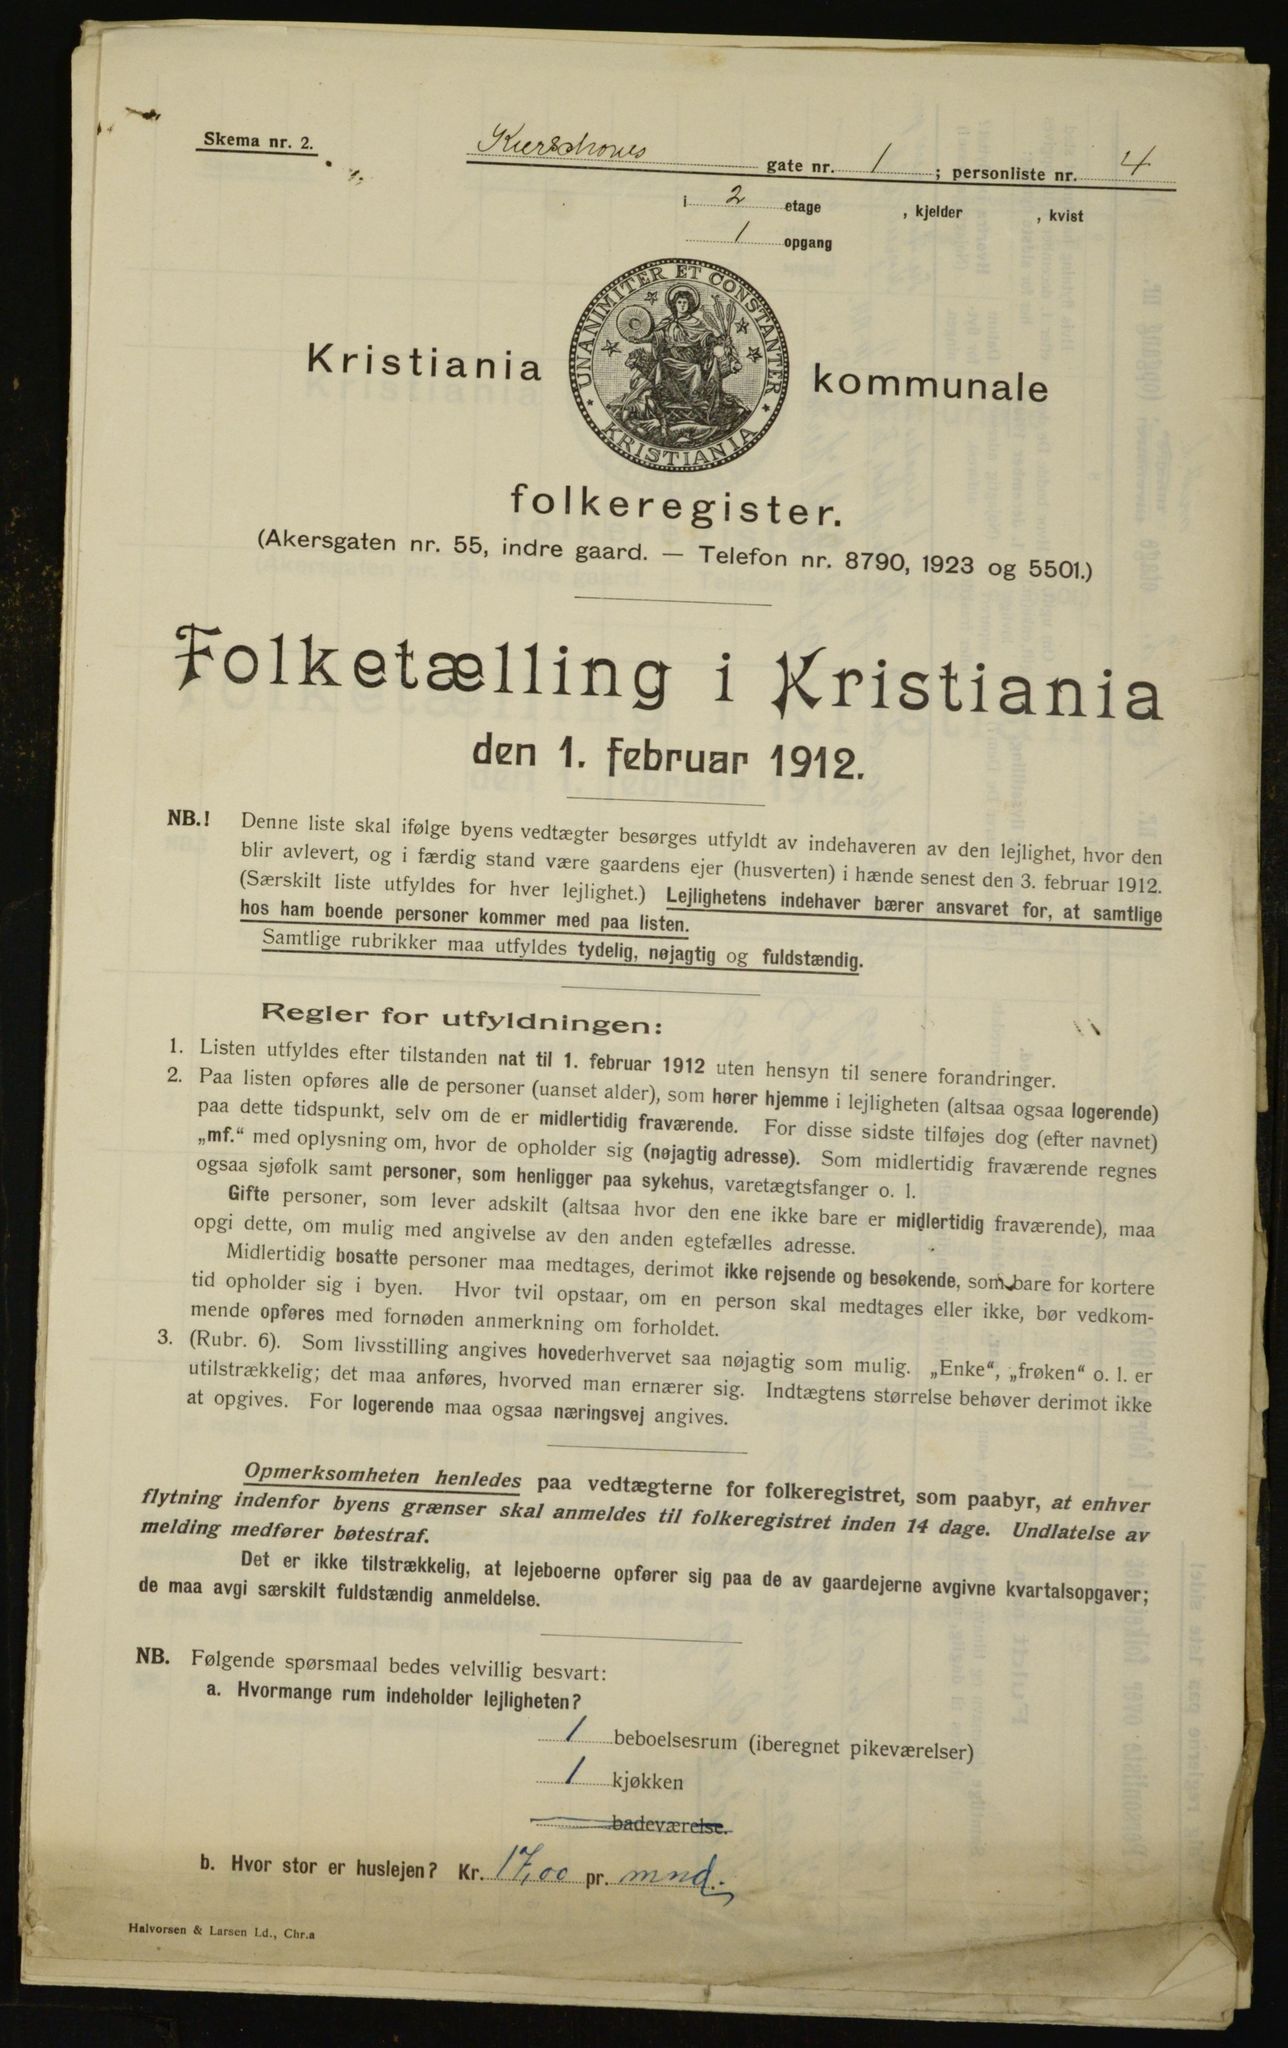 Skema nr. 2.
Kierschows gate nr. 1; personliste nr. 4
i 2 etage , kjelder , kvist
1 opgang
UNANIMITER ET CONSTANTER
KRISTIANIA
Kristiania kommunale
folkeregister.
(Akersgaten nr. 55, indre gaard. — Telefon nr. 8790, 1923 og 5501.)
Folketælling i Kristiania
den 1. februar 1912.
NB.! Denne liste skal ifølge byens vedtægter besørges utfyldt av indehaveren av den lejlighet, hvor den
blir avlevert, og i færdig stand være gaardens ejer (husverten) i hænde senest den 3. februar 1912.
(Særskilt liste utfyldes for hver lejlighet.) Lejlighetens indehaver bærer ansvaret for, at samtlige
hos ham boende personer kommer med paa listen.
Samtlige rubrikker maa utfyldes tydelig, nøjagtig og fuldstændig.
Regler for utfyldningen:
1. Listen utfyldes efter tilstanden nat til 1. februar 1912 uten hensyn til senere forandringer.
2. Paa listen opføres alle de personer (uanset alder), som hører hjemme i lejligheten (altsaa ogsaa logerende)
paa dette tidspunkt, selv om de er midlertidig fraværende. For disse sidste tilføjes dog (efter navnet)
„mf.“ med oplysning om, hvor de opholder sig (nøjagtig adresse). Som midlertidig fraværende regnes
ogsaa sjøfolk samt personer, som henligger paa sykehus, varetægtsfanger o. l.
Gifte personer, som lever adskilt (altsaa hvor den ene ikke bare er midlertidig fraværende), maa
opgi dette, om mulig med angivelse av den anden egtefælles adresse.
Midlertidig bosatte personer maa medtages, derimot ikke rejsende og besøkende, som bare for kortere
tid opholder sig i byen. Hvor tvil opstaar, om en person skal medtages eller ikke, bør vedkom-
mende opføres med fornøden anmerkning om forholdet.
3. (Rubr. 6). Som livsstilling angives hovederhvervet saa nøjagtig som mulig. „Enke“, „frøken“ o. l. er
utilstrækkelig; det maa anføres, hvorved man ernærer sig. Indtægtens størrelse behøver derimot ikke
at opgives. For logerende maa ogsaa næringsvej angives.
Opmerksomheten henledes paa vedtægterne for folkeregistret, som paabyr, at enhver
flytning indenfor byens grænser skal anmeldes til folkeregistret inden 14 dage. Undlatelse av
melding medfører bøtestraf.
Det er ikke tilstrækkelig, at lejeboerne opfører sig paa de av gaardejerne avgivne kvartalsopgaver;
de maa avgi særskilt fuldstændig anmeldelse.
NB. Følgende spørsmaal bedes velvillig besvart:
a. Hvormange rum indeholder lejligheten?
1 beboelsesrum (iberegnet pikeværelser)
1 kjøkken
badeværelse.
b. Hvor stor er huslejen? Kr. 17,00 pr. mnd.
Halvorsen & Larsen Ld., Chr.a